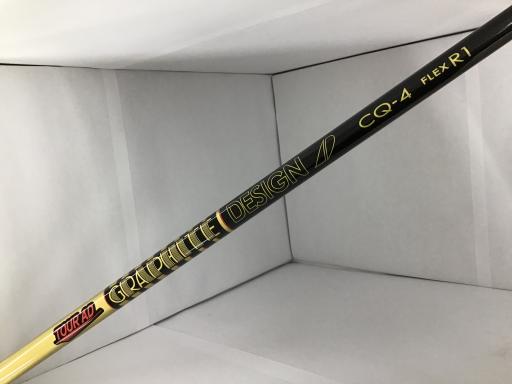 TOUR AD GRAPHITE DESIGN CQ-4 FLEX R1